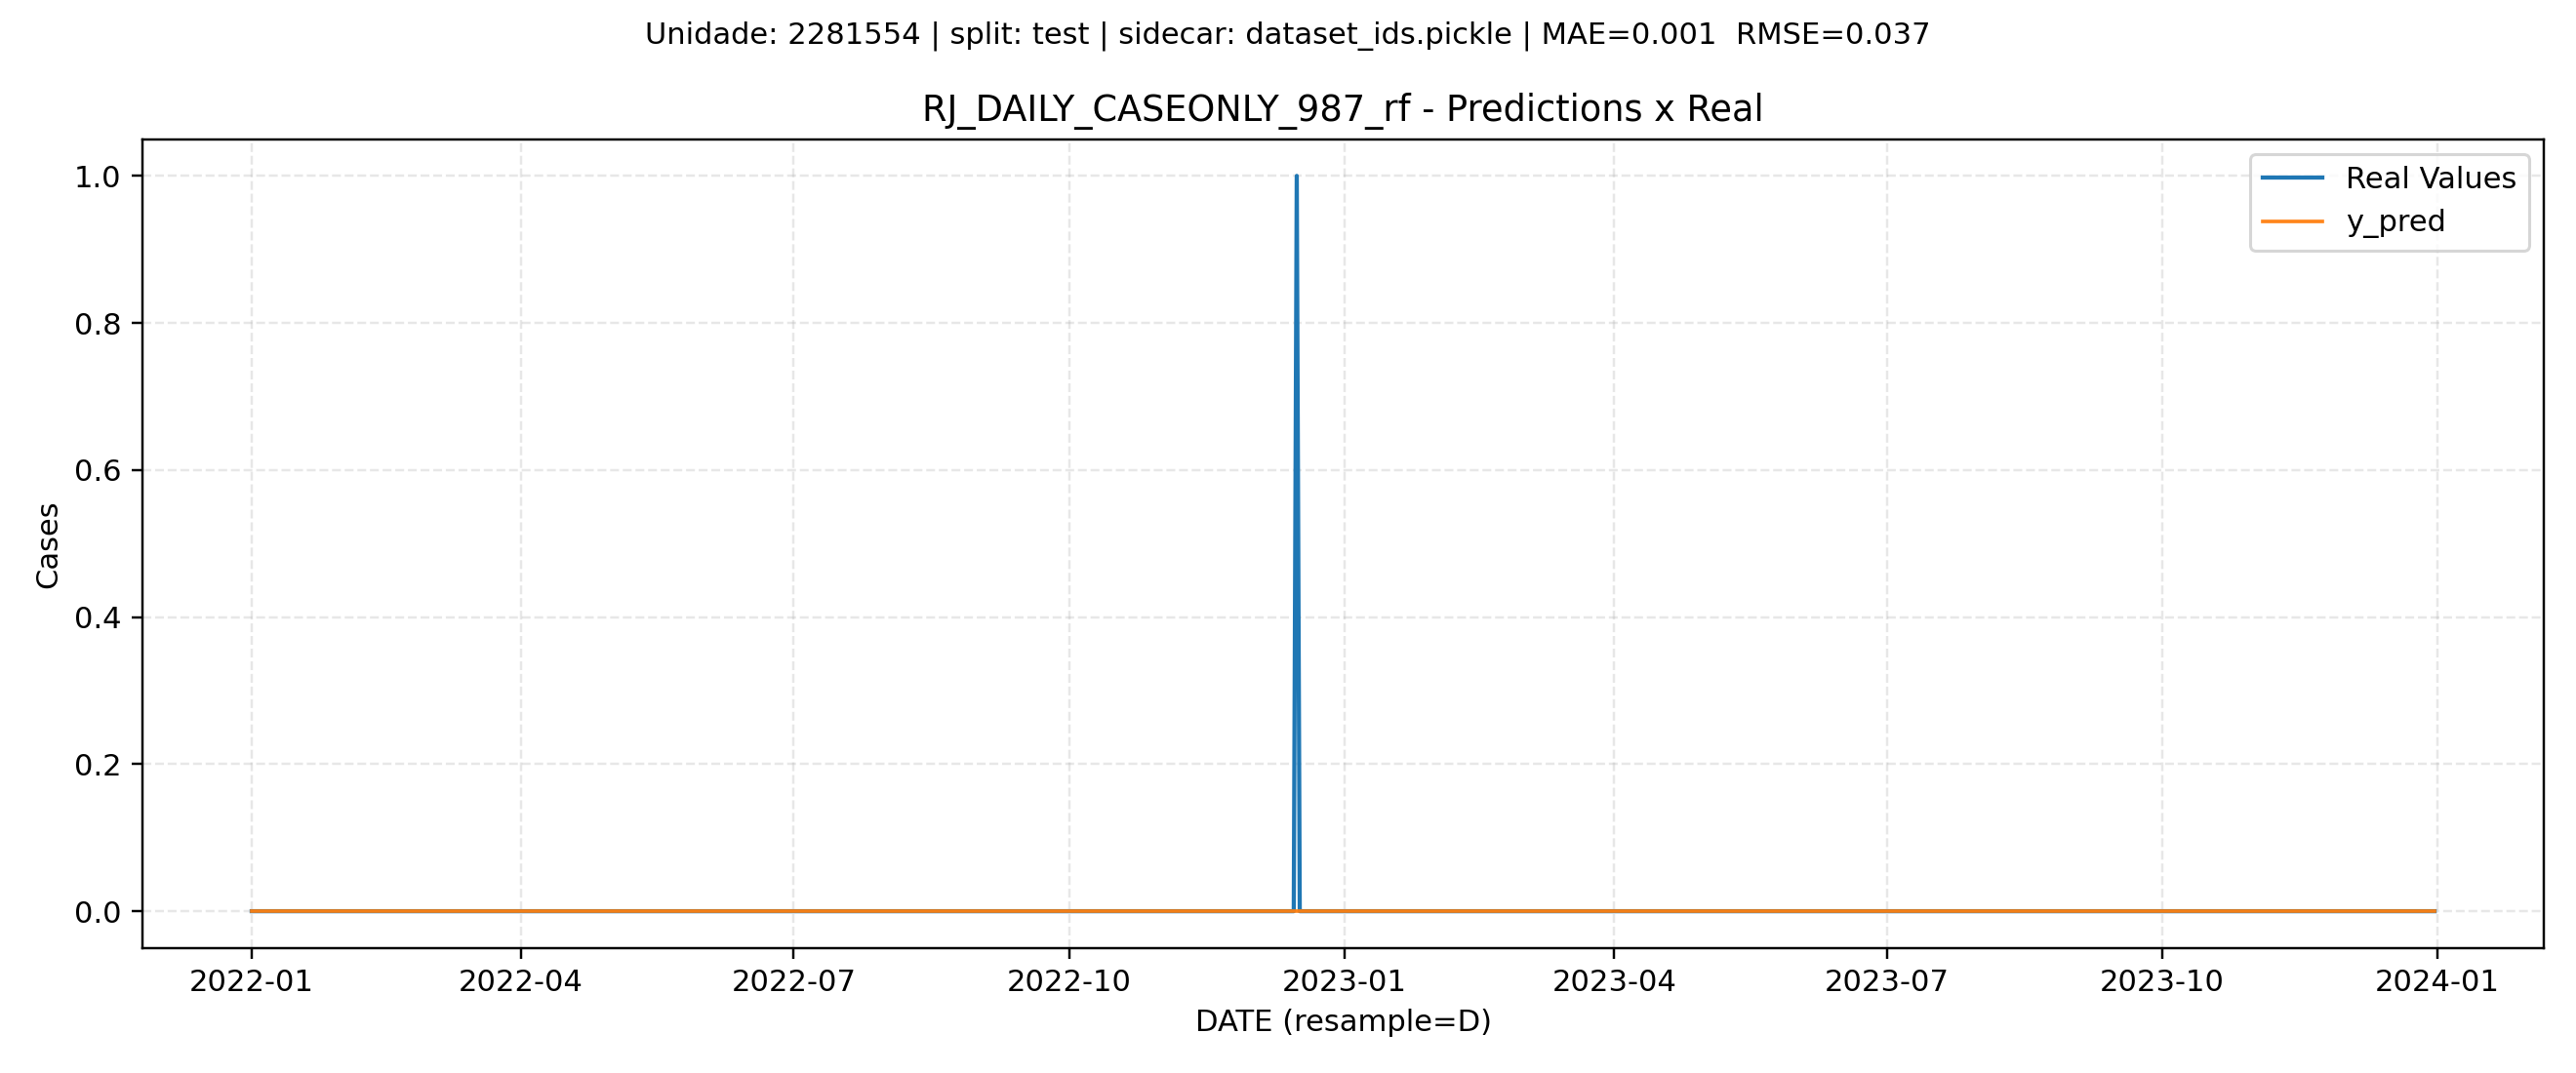 Unidade: 2281554 | split: test | sidecar: dataset_ids.pickle | MAE=0.001  RMSE=0.037
RJ_DAILY_CASEONLY_987_rf - Predictions x Real
Real Values
y_pred
1.0
0.8
0.6
0.4
0.2
0.0
Cases
2022-01 2022-04 2022-07 2022-10 2023-01 2023-04 2023-07 2023-10 2024-01
DATE (resample=D)